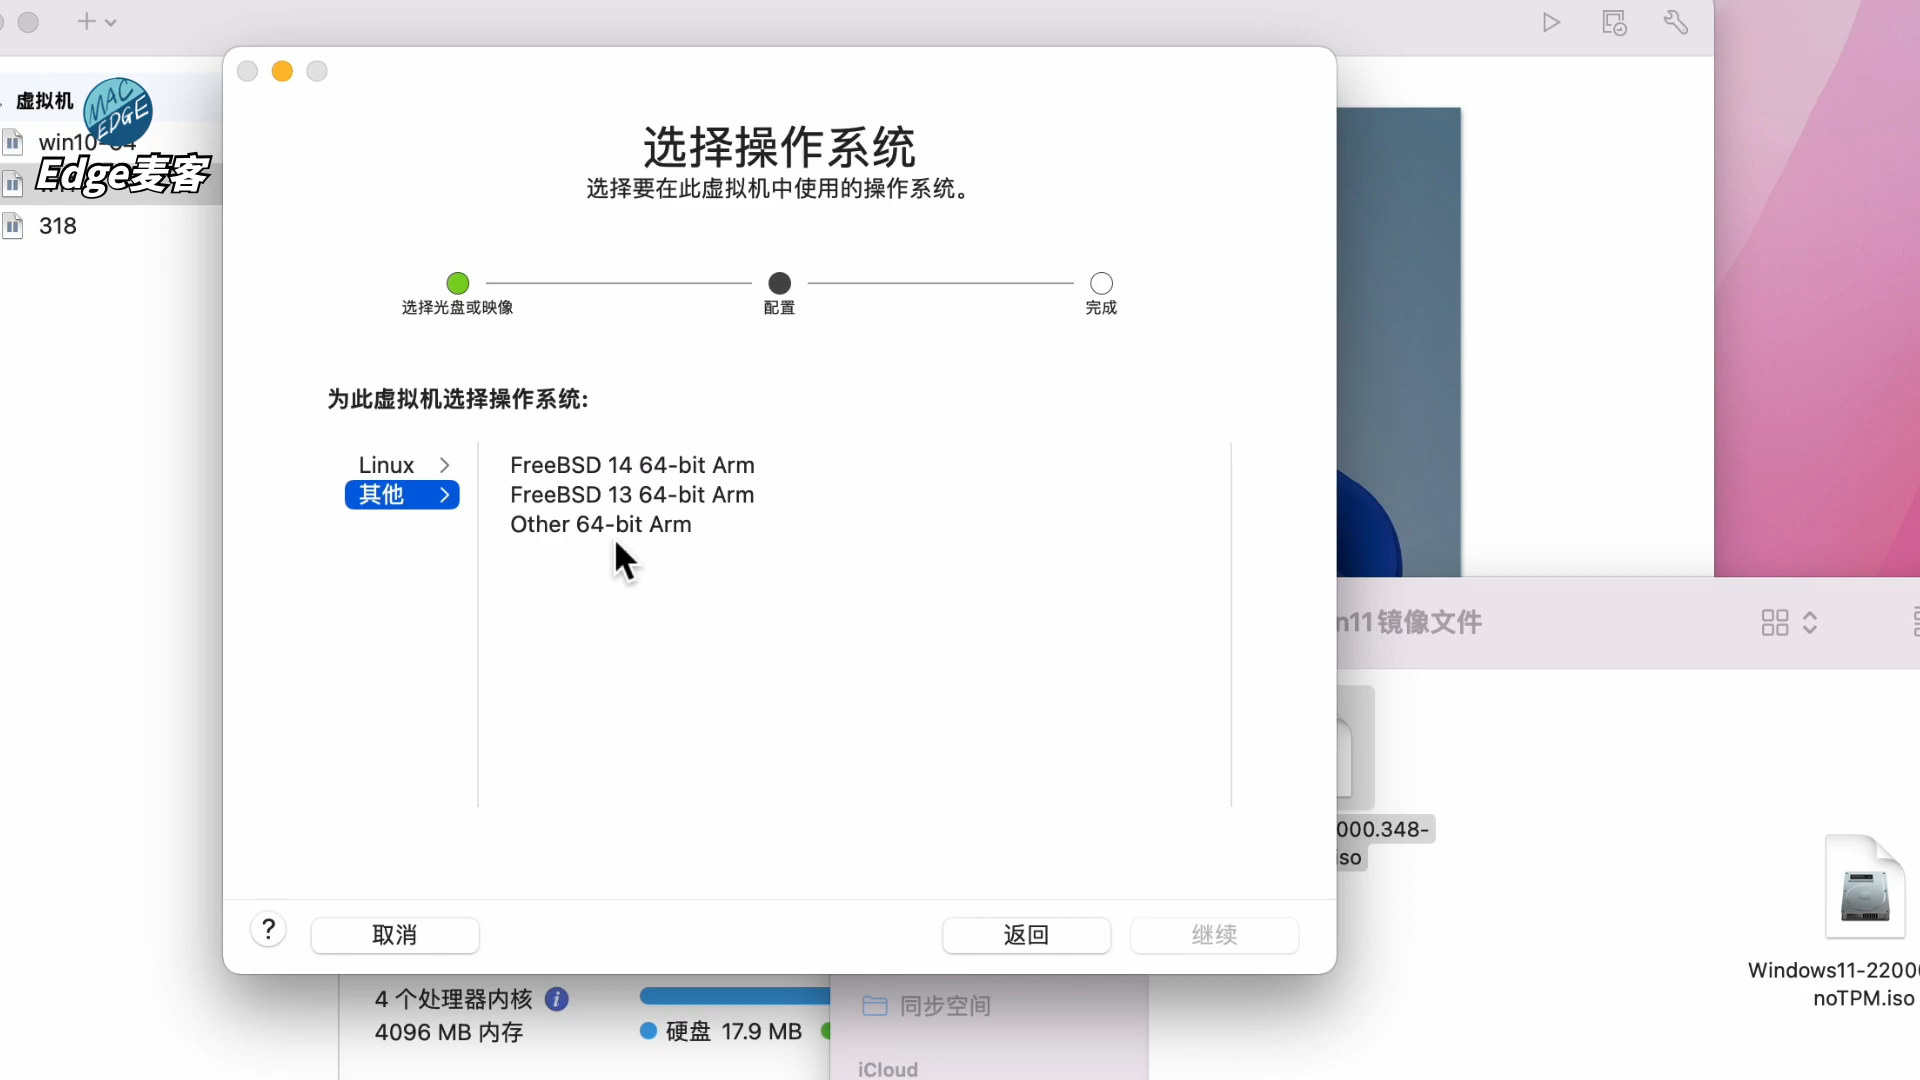 虚拟机
MAC
EDGE
win10-64
Edge麦客
318
选择操作系统
选择要在此虚拟机中使用的操作系统。
选择光盘或映像
配置
完成
为此虚拟机选择操作系统:
Linux
其他
FreeBSD 14 64-bit Arm
FreeBSD 13 64-bit Arm
Other 64-bit Arm
?
取消
返回
继续
n11镜像文件
000.348-
iso
Windows11-2200
noTPM.iso
4 个处理器内核
4096 MB 内存
硬盘 17.9 MB
同步空间
iCloud